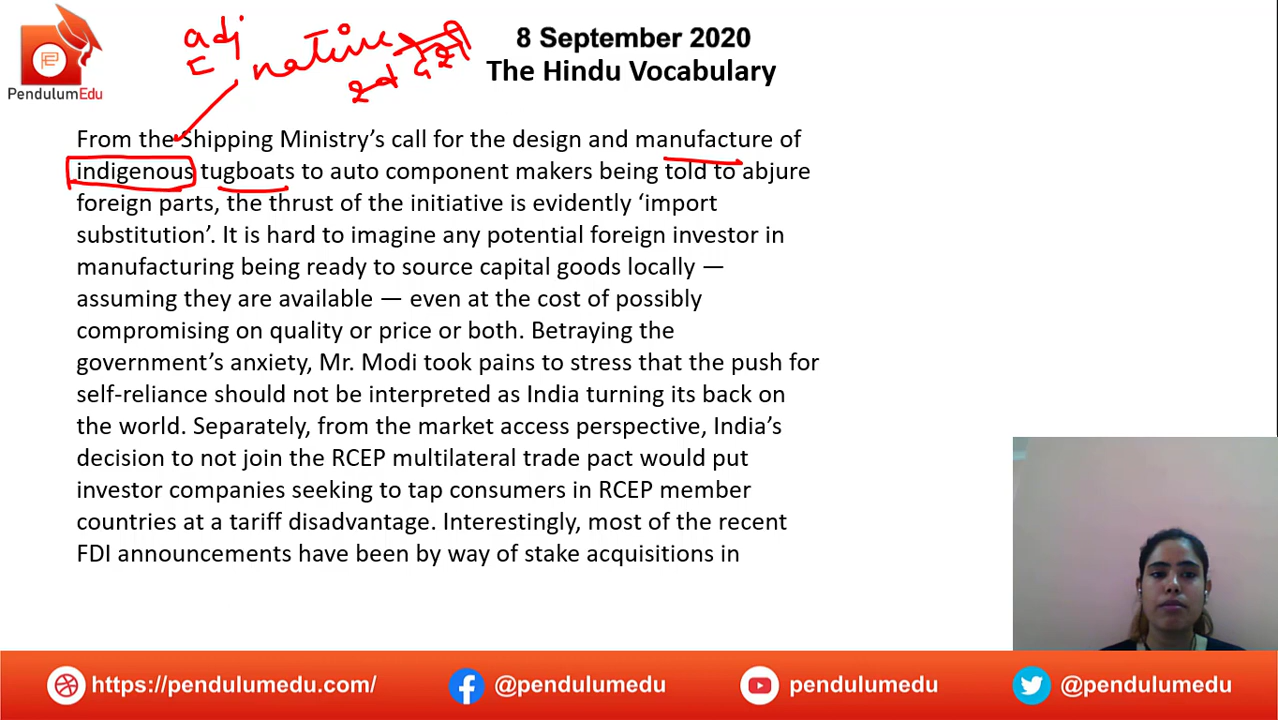 8 September 2020
The Hindu Vocabulary
PendulumEdu
adj
native
From the Shipping Ministry’s call for the design and manufacture of
indigenous tugboats to auto component makers being told to abjure
foreign parts, the thrust of the initiative is evidently ‘import
substitution’. It is hard to imagine any potential foreign investor in
manufacturing being ready to source capital goods locally —
assuming they are available — even at the cost of possibly
compromising on quality or price or both. Betraying the
government’s anxiety, Mr. Modi took pains to stress that the push for
self-reliance should not be interpreted as India turning its back on
the world. Separately, from the market access perspective, India’s
decision to not join the RCEP multilateral trade pact would put
investor companies seeking to tap consumers in RCEP member
countries at a tariff disadvantage. Interestingly, most of the recent
FDI announcements have been by way of stake acquisitions in
https://pendulumedu.com/ @pendulumedu pendulumedu @pendulumedu